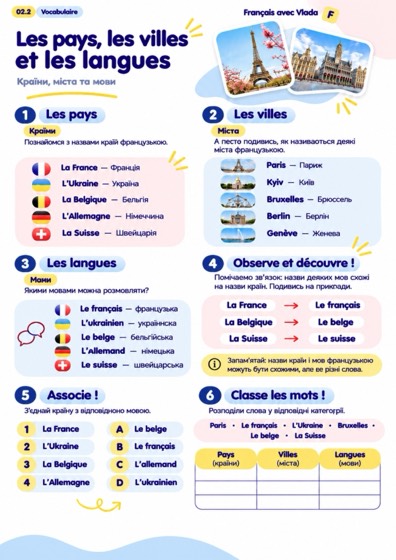 02.2 Vocabulaire
Français avec Vlada F
Les pays, les villes
et les langues
Країни, міста та мови
1 Les pays
Країни
Познайомся з назвами країй французькою.
La France — Франція
L'Ukraine — Україна
La Belgique — Бельгія
L'Allemagne — Німеччина
La Suisse — Швейцарія
2 Les villes
Міста
А песто подивись, як називаються деякі
міста французькою.
Paris — Париж
Kyiv — Київ
Bruxelles — Брюссель
Berlin — Берлін
Genève — Женева
3 Les langues
Мани
Якими мовами можна розмовляти?
Le français — французька
L'ukrainien — україннска
Le belge — бельгійська
L'Allemand — німецька
Le suisse — швейцарська
4 Observe et découvre !
Помічаємо зв'язок: назви деяких мов схожі
на назви країн. Подивись на приклади.
La France → Le français
La Belgique → Le belge
La Suisse → Le suisse
i Запам'ятай: назви країн і мов французькою
можуть бути схожими, але ее різні слова.
5 Associe !
З'єднай країну з відповідною мовою.
1 La France A Le belge
2 L'Ukraine B Le français
3 La Belgique C L'allemand
4 L'Allemagne D L'ukrainien
6 Classe les mots !
Розподіли слова у відповідні категорії.
Paris • Le français • L'Ukraine • Bruxelles •
Le belge • La Suisse
Pays Villes Langues
(країни) (міста) (мови)